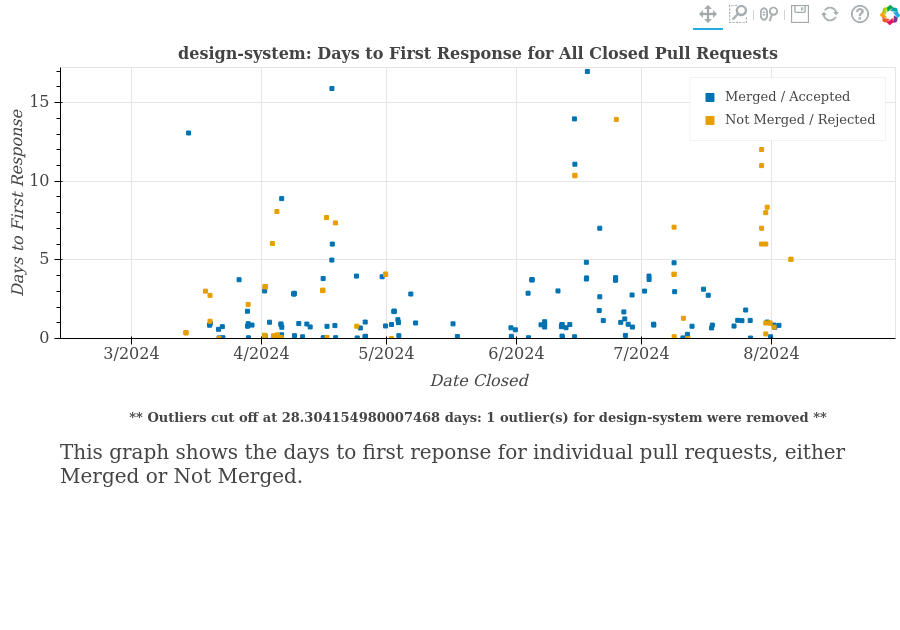 design-system: Days to First Response for All Closed Pull Requests
Merged / Accepted
Not Merged / Rejected
Days to First Response
15
10
5
0
3/2024 4/2024 5/2024 6/2024 7/2024 8/2024
Date Closed
** Outliers cut off at 28.304154980007468 days: 1 outlier(s) for design-system were removed **
This graph shows the days to first reponse for individual pull requests, either
Merged or Not Merged.